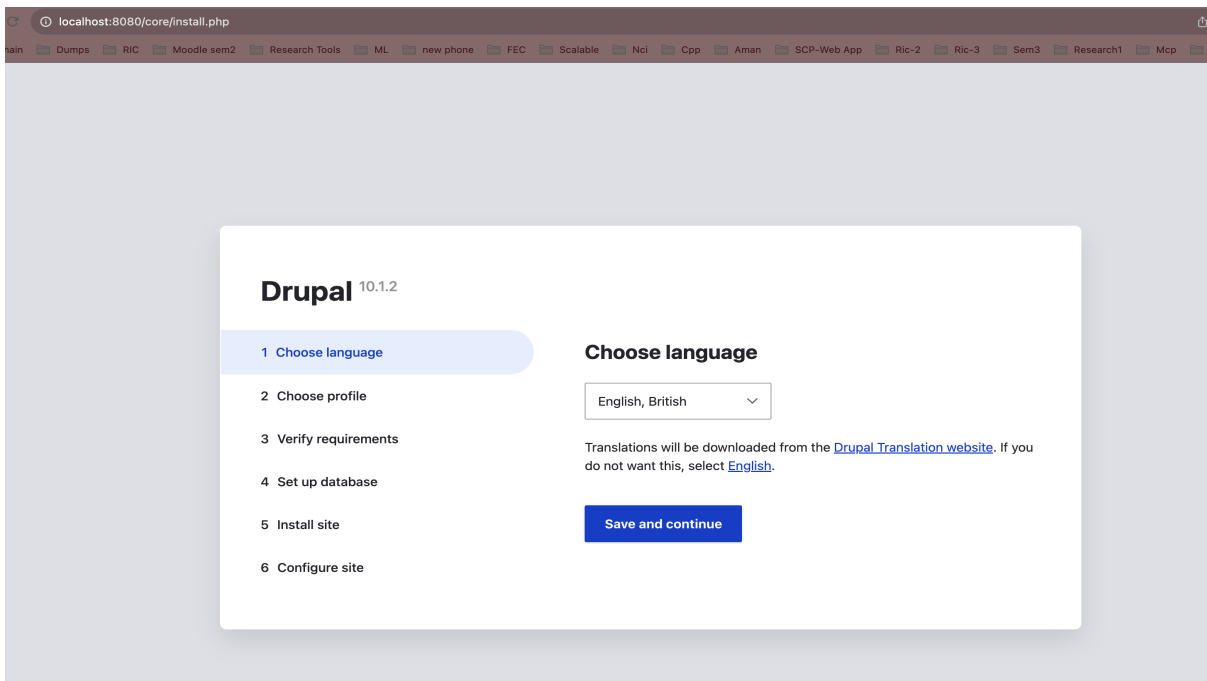 localhost:8080/core/install.php
Dumps RIC Moodle sem2 Research Tools ML new phone FEC Scalable Nci Cpp Aman SCP-Web App Ric-2 Ric-3 Sem3 Research1 Mcp
Drupal 10.1.2
1 Choose language
2 Choose profile
3 Verify requirements
4 Set up database
5 Install site
6 Configure site
Choose language
English, British
Translations will be downloaded from the Drupal Translation website. If you
do not want this, select English.
Save and continue